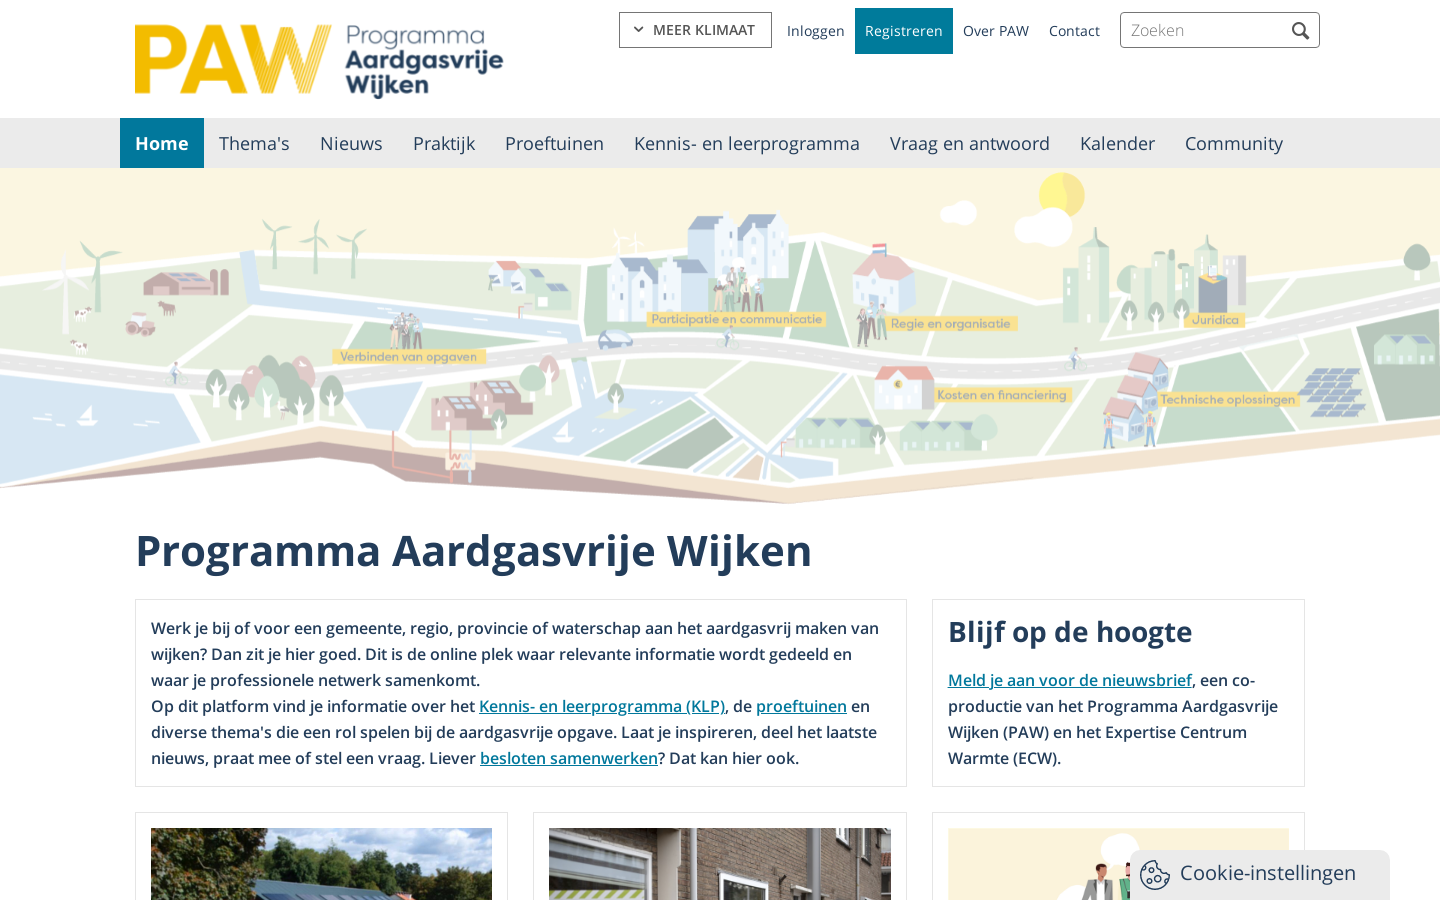 PAW Programma
Aardgasvrije
Wijken
MEER KLIMAAT
Inloggen
Registreren
Over PAW
Contact
Zoeken
Home
Thema's
Nieuws
Praktijk
Proeftuinen
Kennis- en leerprogramma
Vraag en antwoord
Kalender
Community
Participatie en communicatie
Regie en organisatie
Juridica
Verbinden van opgaven
Kosten en financiering
Technische oplossingen
Programma Aardgasvrije Wijken
Werk je bij of voor een gemeente, regio, provincie of waterschap aan het aardgasvrij maken van
wijken? Dan zit je hier goed. Dit is de online plek waar relevante informatie wordt gedeeld en
waar je professionele netwerk samenkomt.
Op dit platform vind je informatie over het Kennis- en leerprogramma (KLP), de proeftuinen en
diverse thema's die een rol spelen bij de aardgasvrije opgave. Laat je inspireren, deel het laatste
nieuws, praat mee of stel een vraag. Liever besloten samenwerken? Dat kan hier ook.
Blijf op de hoogte
Meld je aan voor de nieuwsbrief, een co-
productie van het Programma Aardgasvrije
Wijken (PAW) en het Expertise Centrum
Warmte (ECW).
Cookie-instellingen